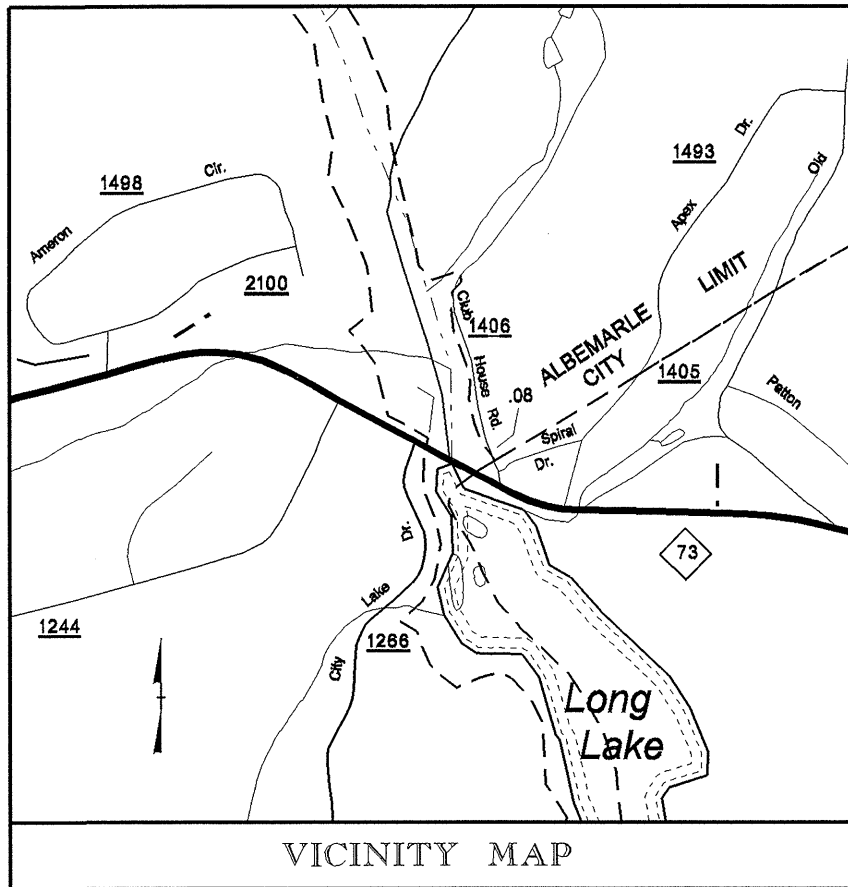 1498
Cir.
Ameron
2100
1493
Apex
Dr.
Old
Club
House
Rd.
1406
.08
ALBEMARLE
CITY
LIMIT
1405
Spiral
Dr.
Patton
73
1244
City
Lake
Dr.
1266
Long
Lake
VICINITY MAP